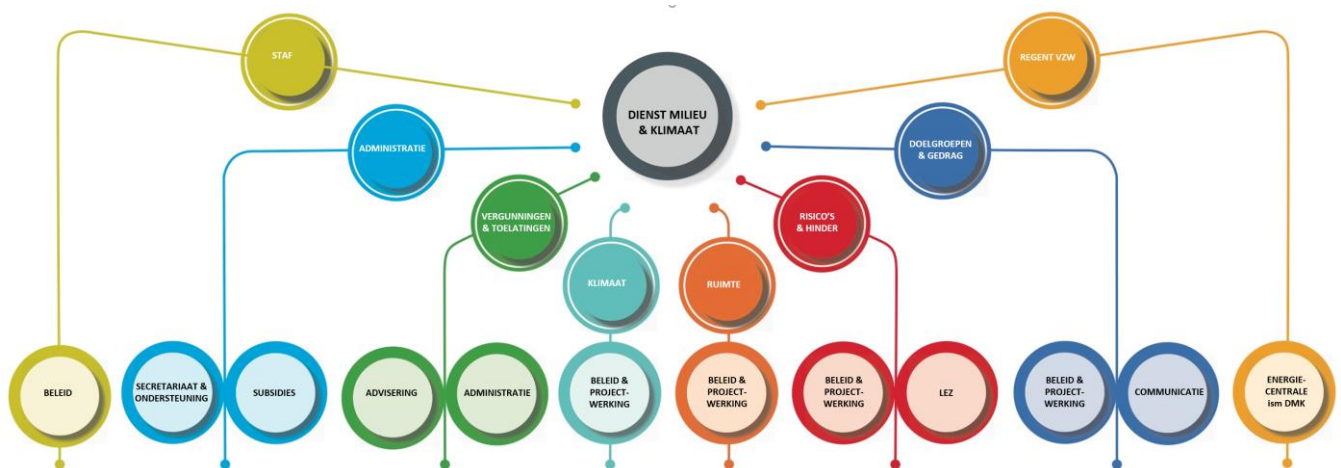 STAF
REGENT VZW
DIENST MILIEU
& KLIMAAT
ADMINISTRATIE
DOELGROEPEN
& GEDRAG
VERGUNNINGEN
& TOELATINGEN
RISICO'S
& HINDER
KLIMAAT
RUIMTE
BELEID
SECRETARIAAT &
ONDERSTEUNING
SUBSIDIES
ADVISERING
ADMINISTRATIE
BELEID &
PROJECT-
WERKING
BELEID &
PROJECT-
WERKING
BELEID &
PROJECT-
WERKING
LEZ
BELEID &
PROJECT-
WERKING
COMMUNICATIE
ENERGIE-
CENTRALE
ism DMK